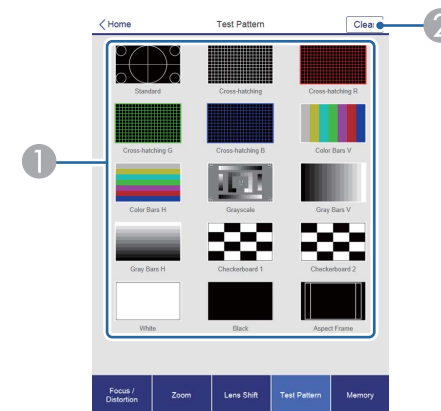 Home Test Pattern Clear 2
Standard Cross-hatching Cross-hatching R
Cross-hatching G Cross-hatching B Color Bars V
1
Color Bars H Grayscale Gray Bars V
Gray Bars H Checkerboard 1 Checkerboard 2
White Black Aspect Frame
Focus / Distortion Zoom Lens Shift Test Pattern Memory